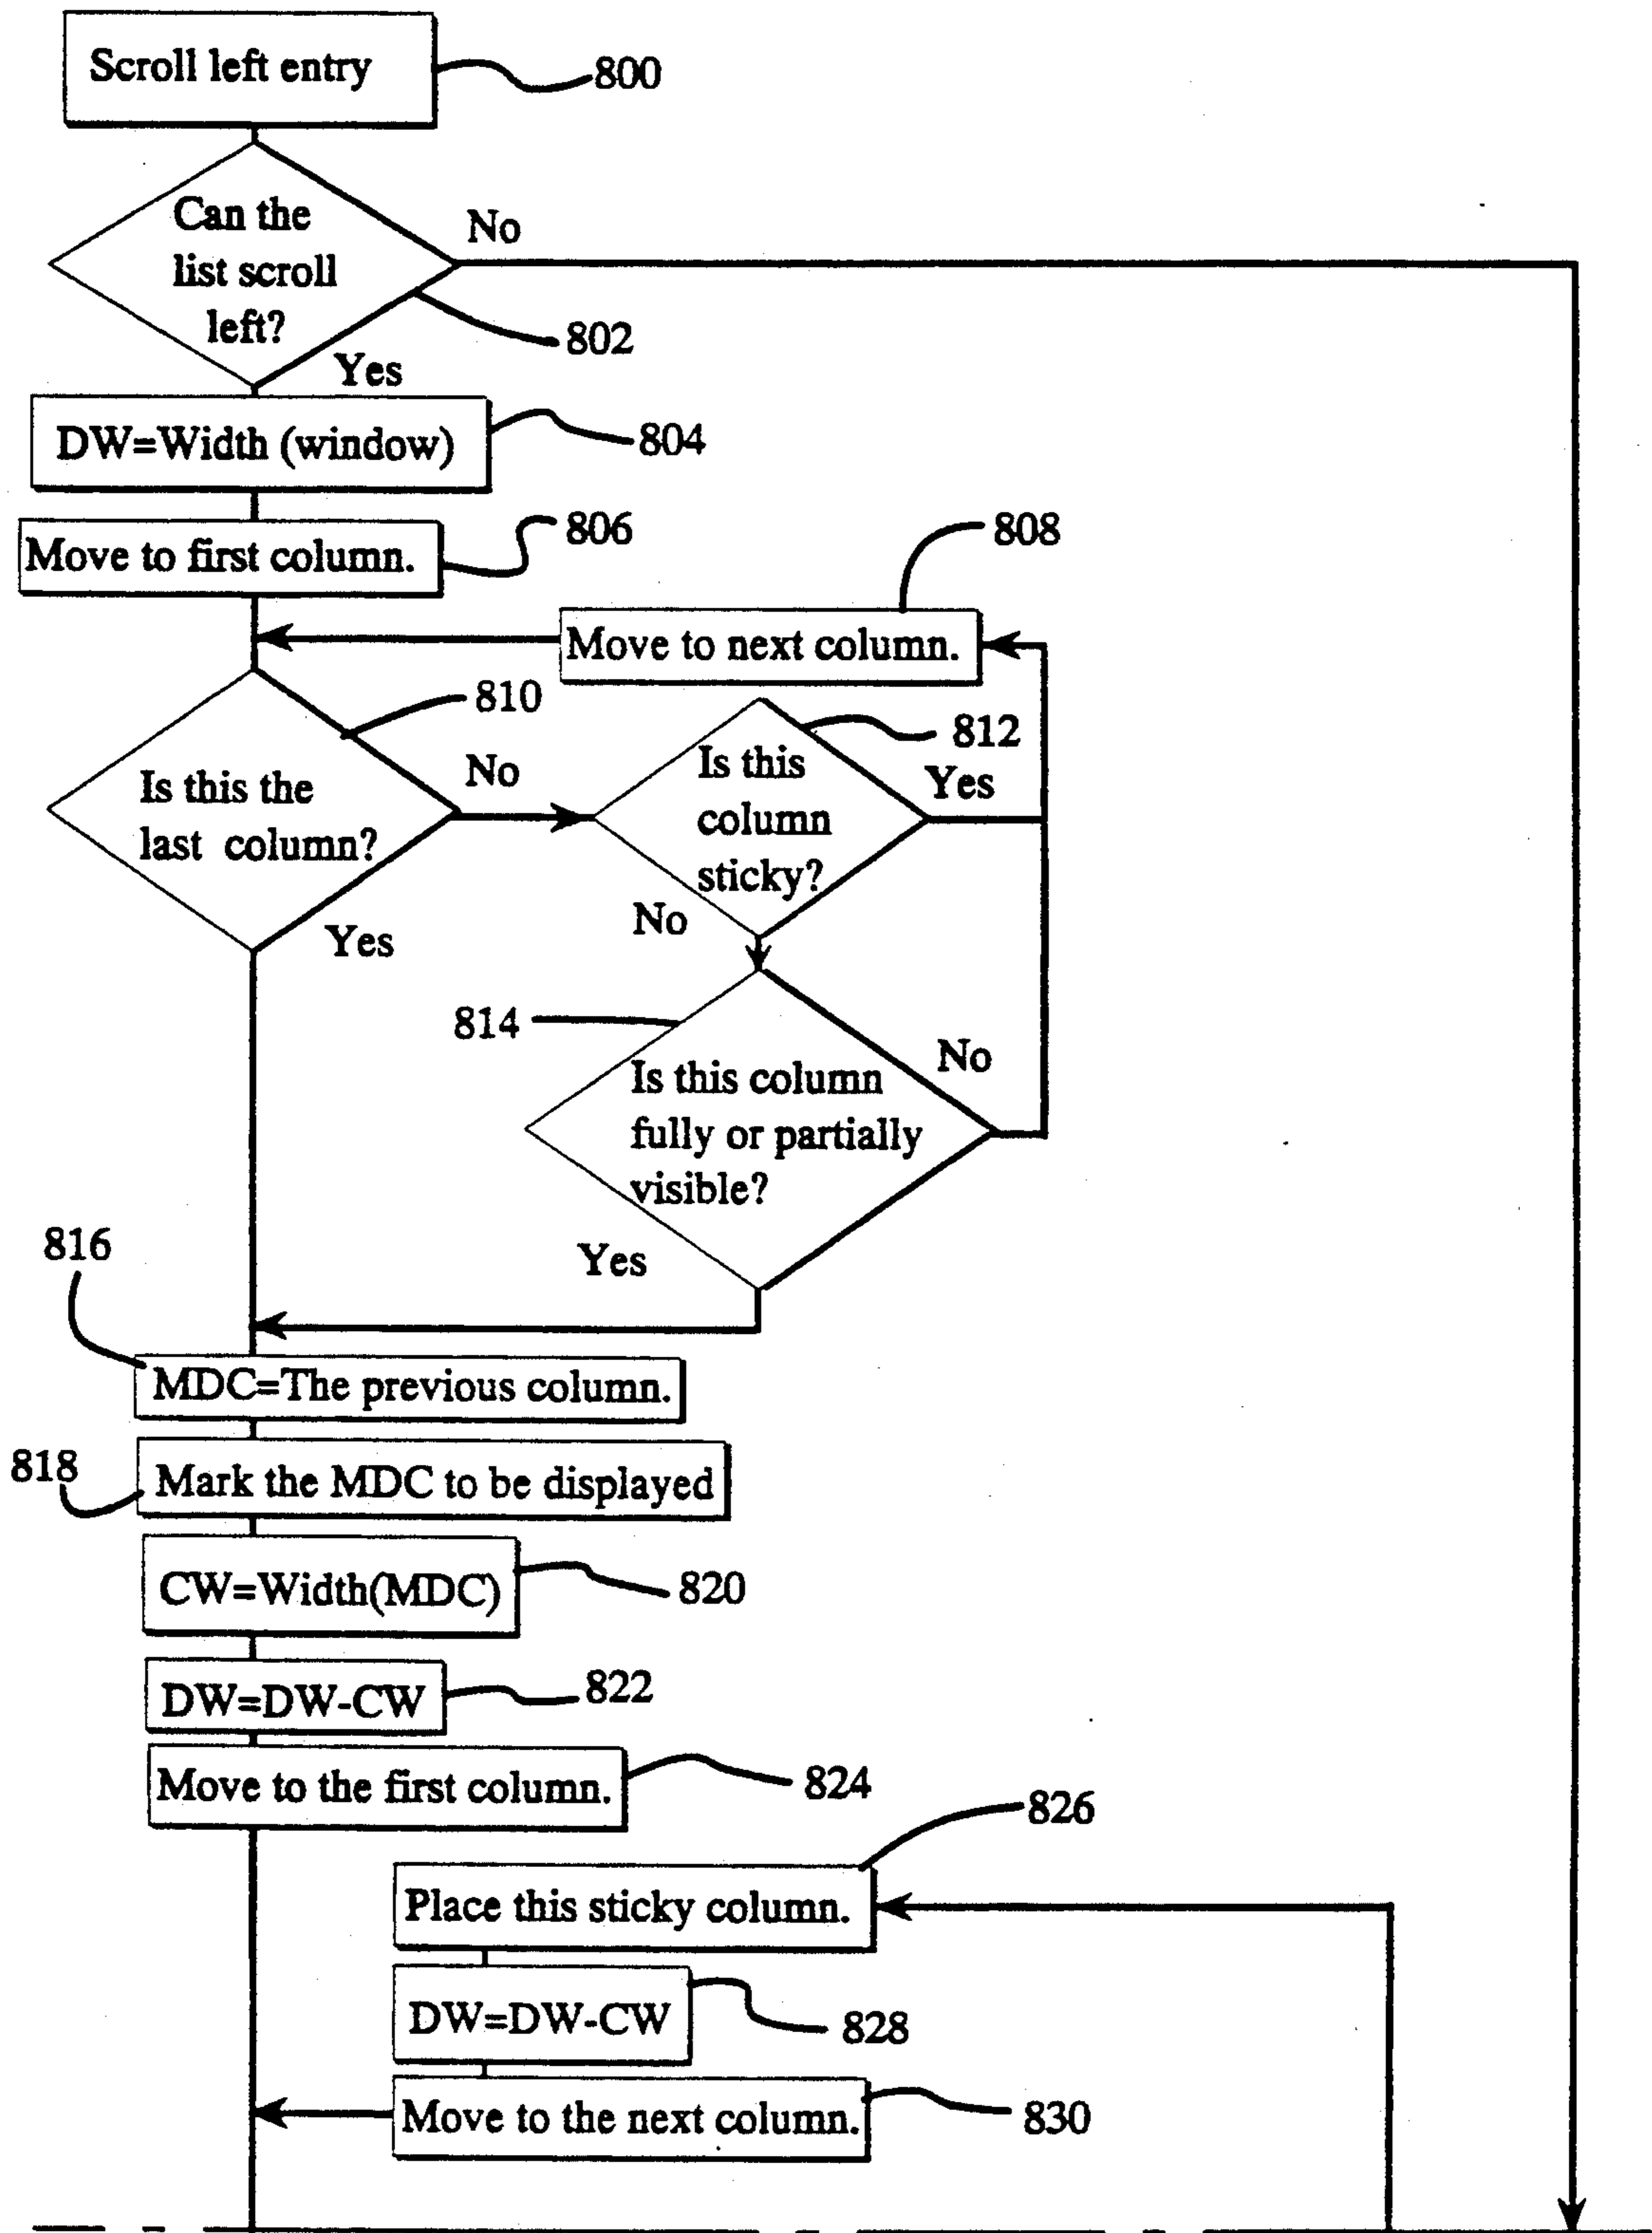 Scroll left entry
800
Can the
list scroll
left?
No
802
Yes
DW=Width (window)
804
Move to first column.
806
808
Move to next column.
810
812
Is this the
last column?
No
Is this
column
sticky?
Yes
No
Yes
814
Is this column
fully or partially
visible?
No
Yes
816
MDC=The previous column.
818
Mark the MDC to be displayed
CW=Width(MDC)
820
DW=DW-CW
822
Move to the first column.
824
826
Place this sticky column.
DW=DW-CW
828
Move to the next column.
830